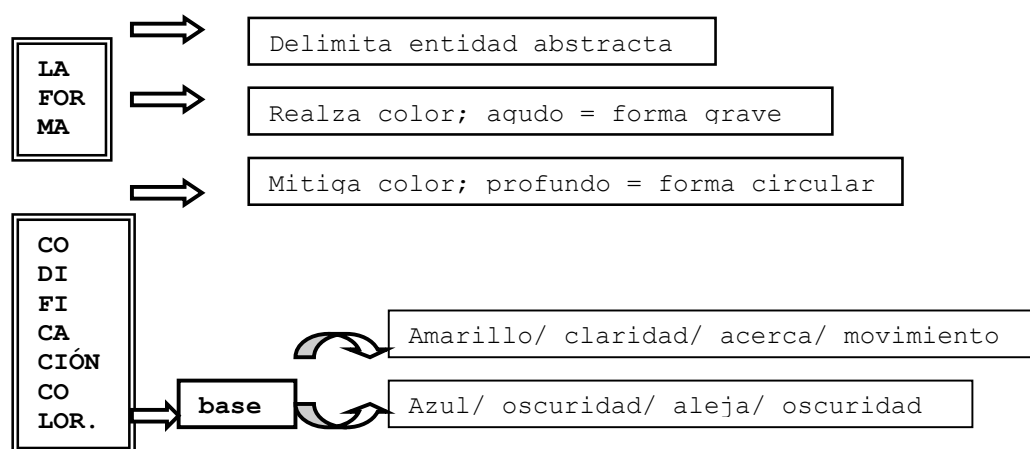 LA
FOR
MA
Delimita entidad abstracta
Realza color; agudo = forma grave
Mitiga color; profundo = forma circular
CO
DI
FI
CA
CIÓN
CO
LOR.
base
Amarillo/ claridad/ acerca/ movimiento
Azul/ oscuridad/ aleja/ oscuridad